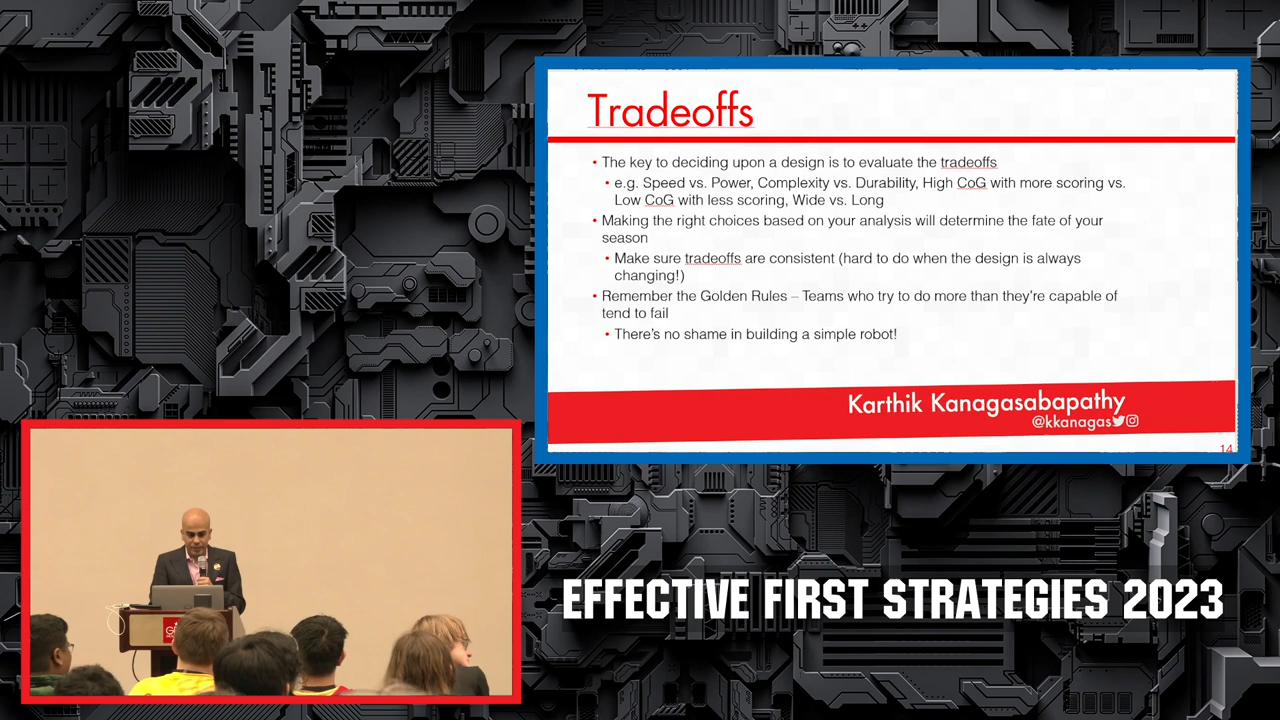 Tradeoffs
• The key to deciding upon a design is to evaluate the tradeoffs
• e.g. Speed vs. Power, Complexity vs. Durability, High CoG with more scoring vs.
Low CoG with less scoring, Wide vs. Long
• Making the right choices based on your analysis will determine the fate of your
season
• Make sure tradeoffs are consistent (hard to do when the design is always
changing!)
• Remember the Golden Rules – Teams who try to do more than they're capable of
tend to fail
• There's no shame in building a simple robot!
Karthik Kanagasabapathy
@kkanagas
14
EFFECTIVE FIRST STRATEGIES 2023